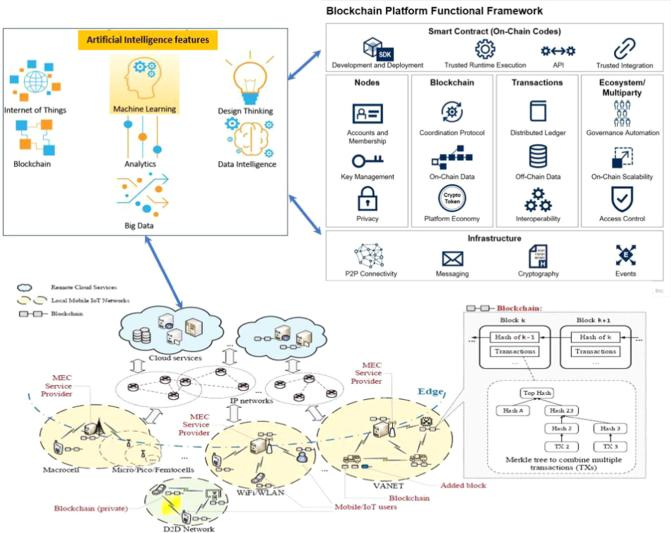 Blockchain Platform Functional Framework
Artificial Intelligence features
Internet of Things
Machine Learning
Design Thinking
Blockchain
Analytics
Data Intelligence
Big Data
Smart Contract (On-Chain Codes)
SDK
Development and Deployment
Trusted Runtime Execution
API
Trusted Integration
Nodes
Accounts and
Membership
Key Management
Privacy
Blockchain
Coordination Protocol
On-Chain Data
Crypto
Token
Platform Economy
Transactions
Distributed Ledger
Off-Chain Data
Interoperability
Ecosystem/
Multiparty
Governance Automation
On-Chain Scalability
Access Control
Infrastructure
P2P Connectivity
Messaging
Cryptography
Events
, Inc
Remote Cloud Services
Local Mobile IoT Networks
Blockchain
Cloud services
IP networks
Edge
MEC
Service
Provider
MEC
Service
Provider
MEC
Service
Provider
Macrocell
Micro/Pico/Femtocells
WiFi/WLAN
VANET
Added block
Blockchain
Mobile/IoT users
Blockchain (private)
D2D Network
Blockchain:
Block k
Block k+1
Hash of k-1
Hash of k
Transactions
Transactions
...
Top Hash
Hash A
Hash 23
Hash 2
Hash 3
TX 2
TX 3
Merkle tree to combine multiple
transactions (TXs)